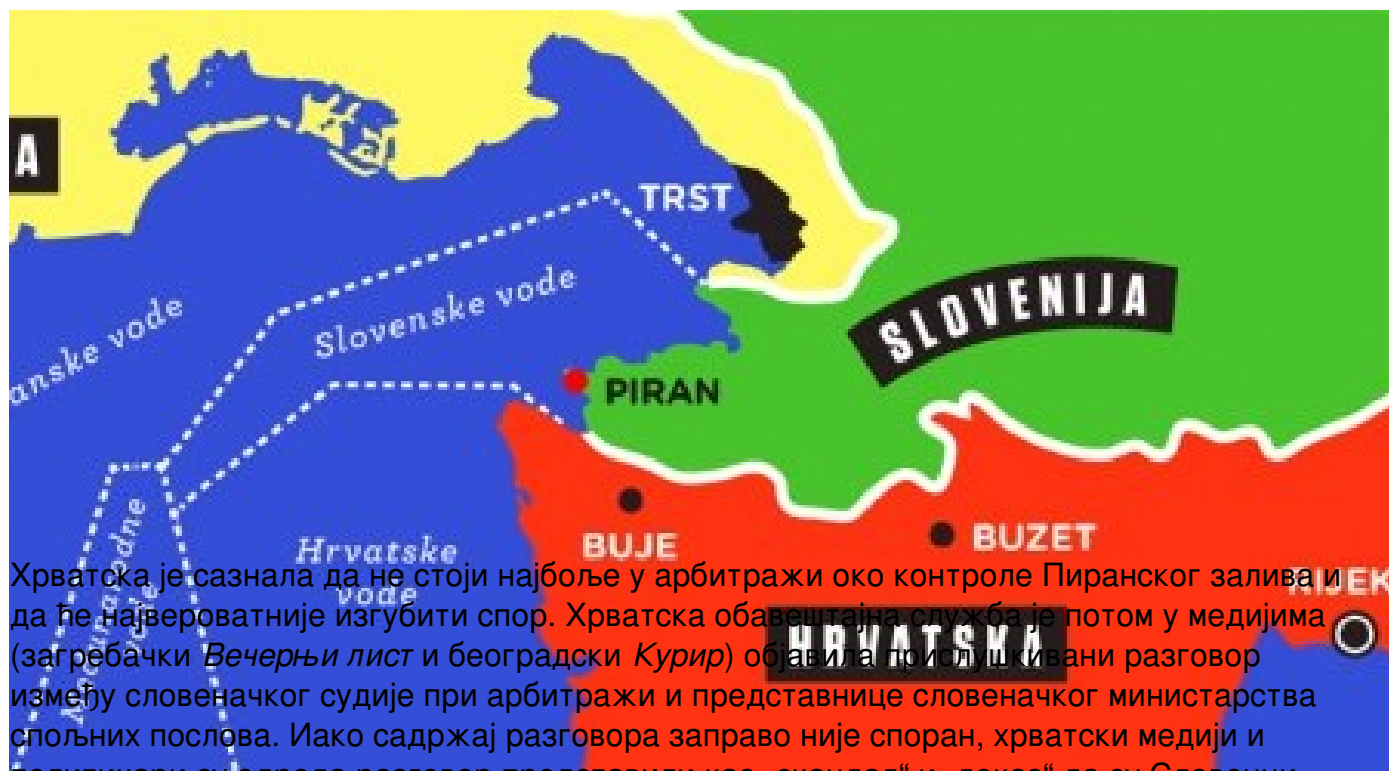 A
TRST
anske vode
Slovenske vode
SLOVENIJA
PIRAN
BUJE
BUZET
Hrvatske
vode
Međunarodne
vode
RIJEK
HRVATSKA
Хрватска је сазнала да не стоји најбоље у арбитражи око контроле Пиранског залива и
да ће највероватније изгубити спор. Хрватска обавештајна служба је потом у медијима
(загребачки Вечерњи лист и београдски Курир) објавила прислушкивани разговор
између словеначког судије при арбитражи и представнице словеначког министарства
спољних послова. Иако садржај разговора заправо није споран, хрватски медији и